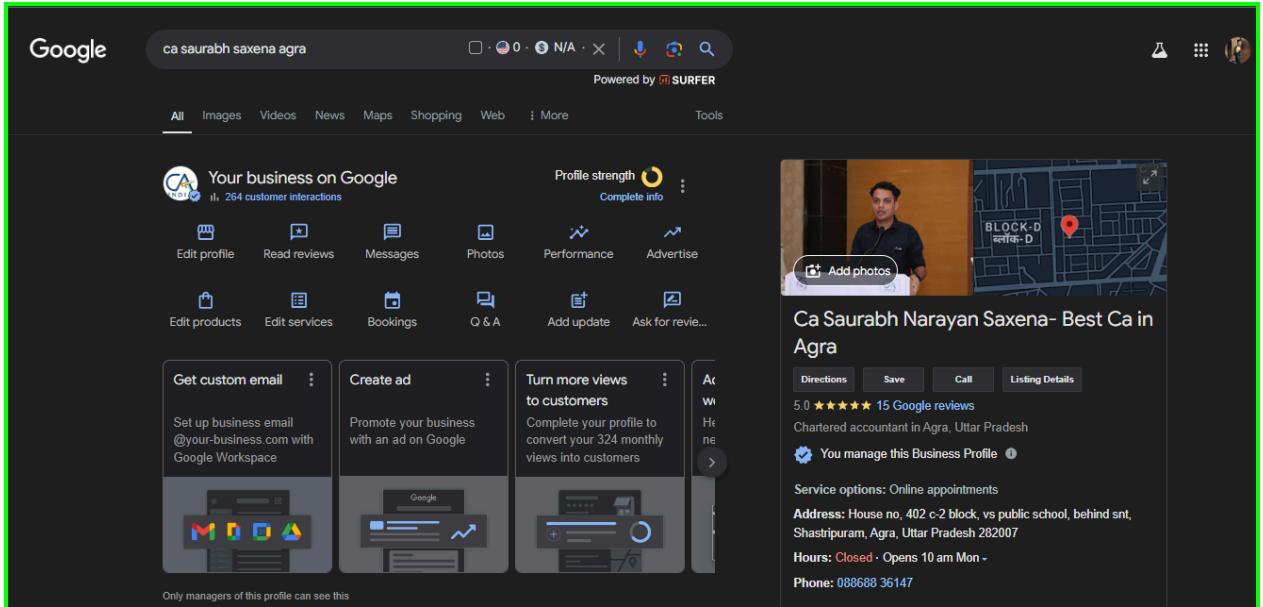 Google
ca saurabh saxena agra
0 · N/A ·
Powered by SURFER
All Images Videos News Maps Shopping Web More Tools
CA
INDIA
Your business on Google
264 customer interactions
Profile strength
Complete info
Edit profile Read reviews Messages Photos Performance Advertise
Edit products Edit services Bookings Q & A Add update Ask for revie...
Get custom email
Set up business email
@your-business.com with
Google Workspace
Create ad
Promote your business
with an ad on Google
Google
Turn more views
to customers
Complete your profile to
convert your 324 monthly
views into customers
Only managers of this profile can see this
BLOCK-D
ब्लॉक-D
Add photos
Ca Saurabh Narayan Saxena- Best Ca in
Agra
Directions Save Call Listing Details
5.0 ★★★★★ 15 Google reviews
Chartered accountant in Agra, Uttar Pradesh
You manage this Business Profile
Service options: Online appointments
Address: House no, 402 c-2 block, vs public school, behind snt,
Shastripuram, Agra, Uttar Pradesh 282007
Hours: Closed · Opens 10 am Mon
Phone: 088688 36147